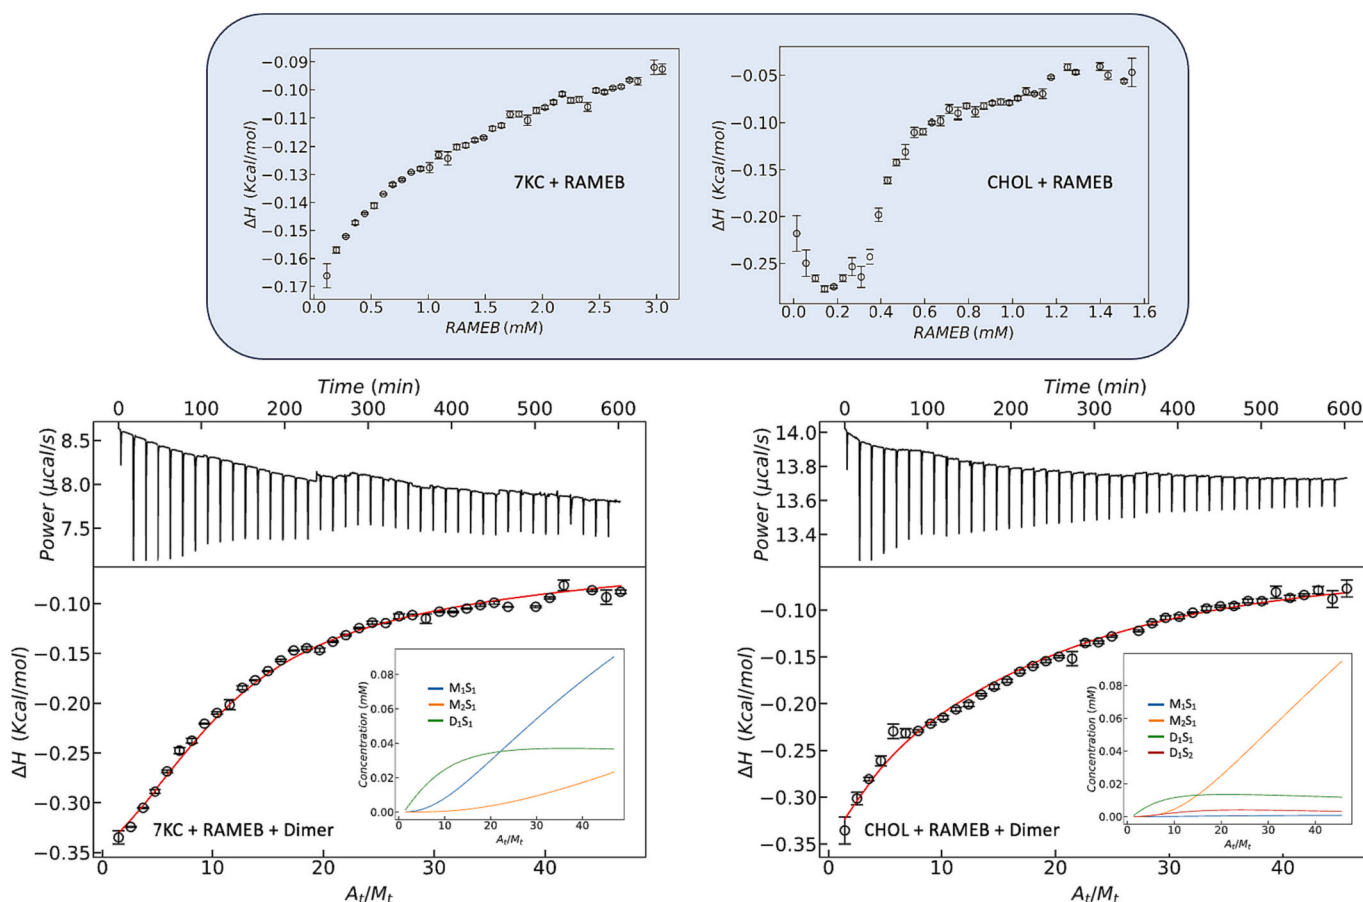 −0.09
−0.10
−0.11
−0.12
−0.13
−0.14
−0.15
−0.16
−0.17
ΔH (Kcal/mol)
7KC + RAMEB
0.0 0.5 1.0 1.5 2.0 2.5 3.0
RAMEB (mM)
−0.05
−0.10
−0.15
−0.20
−0.25
ΔH (Kcal/mol)
CHOL + RAMEB
0.0 0.2 0.4 0.6 0.8 1.0 1.2 1.4 1.6
RAMEB (mM)
Time (min)
0 100 200 300 400 500 600
8.5
8.0
7.5
Power (μcal/s)
−0.10
−0.15
−0.20
−0.25
−0.30
−0.35
ΔH (Kcal/mol)
M₁S₁
M₂S₁
D₁S₁
0.08
0.06
0.04
0.02
0.00
Concentration (mM)
0 10 20 30 40
Aₜ/Mₜ
7KC + RAMEB + Dimer
0 10 20 30 40
Aₜ/Mₜ
Time (min)
0 100 200 300 400 500 600
14.0
13.8
13.6
13.4
Power (μcal/s)
−0.10
−0.15
−0.20
−0.25
−0.30
−0.35
ΔH (Kcal/mol)
M₁S₁
M₂S₁
D₁S₁
D₁S₂
0.08
0.06
0.04
0.02
0.00
Concentration (mM)
0 10 20 30 40
Aₜ/Mₜ
CHOL + RAMEB + Dimer
0 10 20 30 40
Aₜ/Mₜ